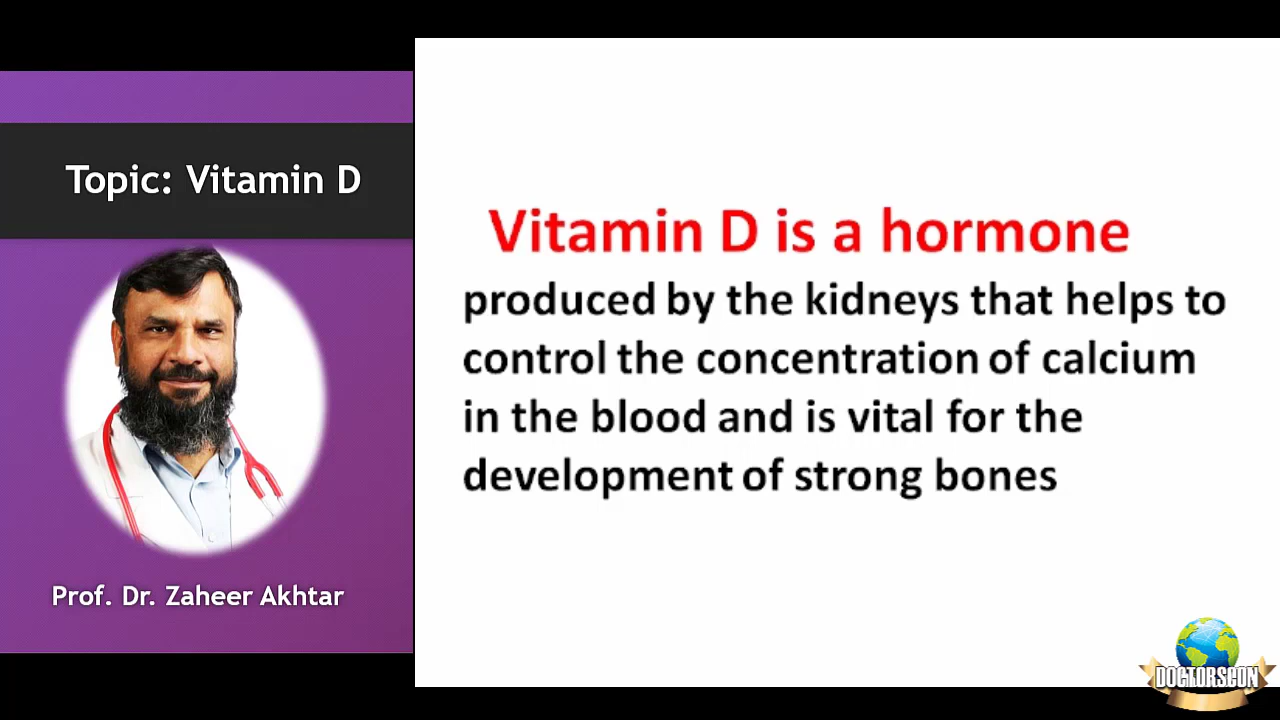 Topic: Vitamin D
Prof. Dr. Zaheer Akhtar
Vitamin D is a hormone
produced by the kidneys that helps to
control the concentration of calcium
in the blood and is vital for the
development of strong bones
DOCTORSCON